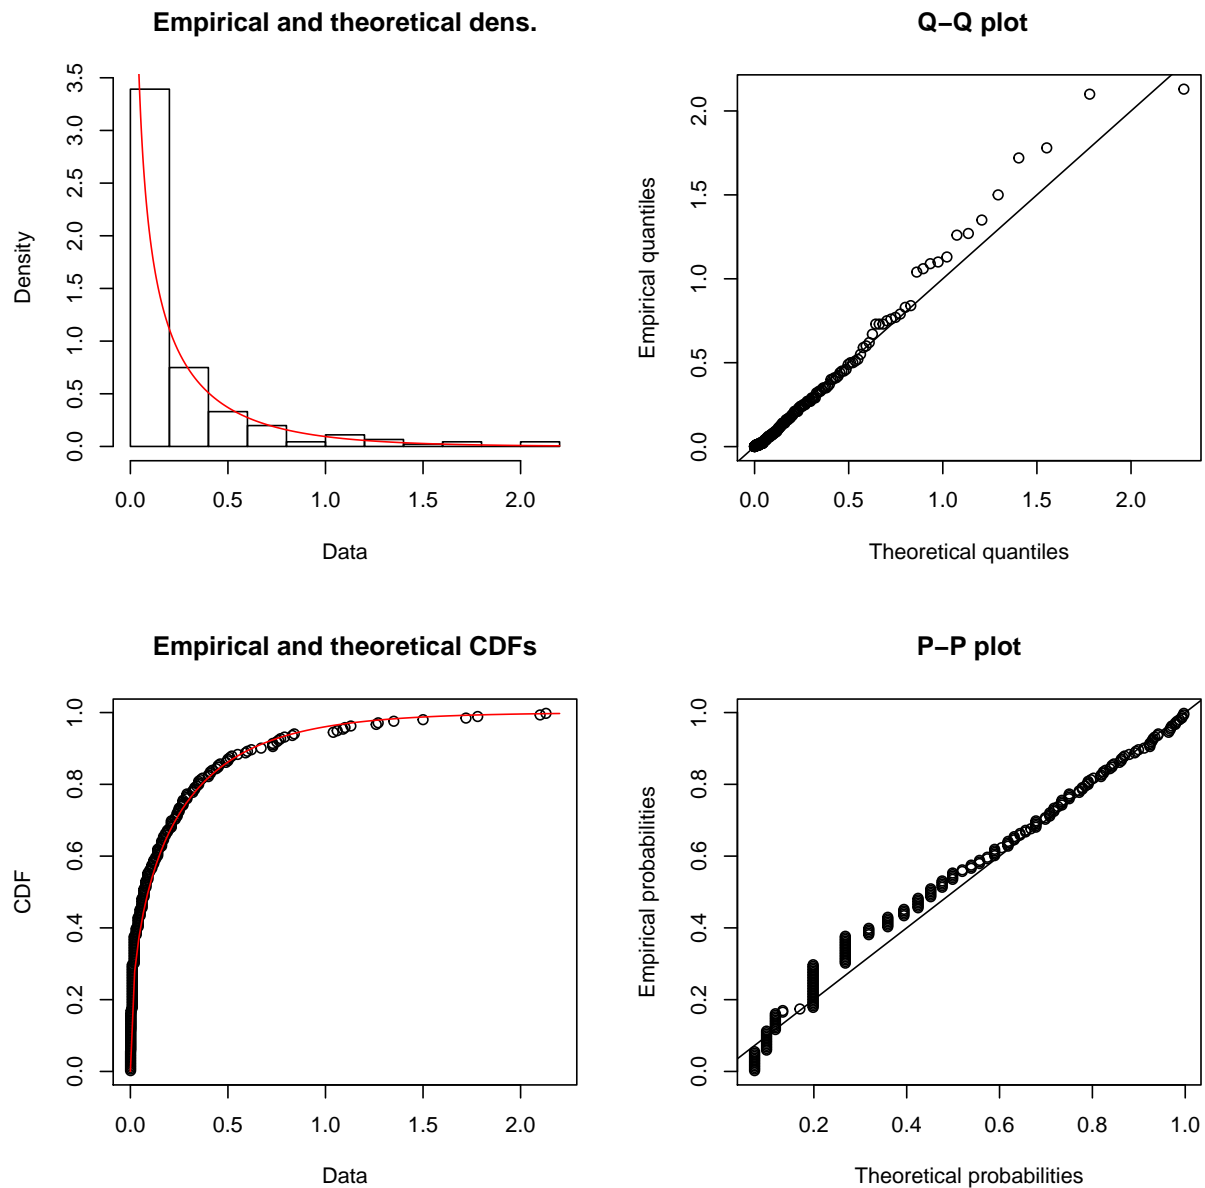 Empirical and theoretical dens.
Density
0.0 0.5 1.0 1.5 2.0 2.5 3.0 3.5
0.0 0.5 1.0 1.5 2.0
Data
Q−Q plot
Empirical quantiles
0.0 0.5 1.0 1.5 2.0
0.0 0.5 1.0 1.5 2.0
Theoretical quantiles
Empirical and theoretical CDFs
CDF
0.0 0.2 0.4 0.6 0.8 1.0
0.0 0.5 1.0 1.5 2.0
Data
P−P plot
Empirical probabilities
0.0 0.2 0.4 0.6 0.8 1.0
0.2 0.4 0.6 0.8 1.0
Theoretical probabilities